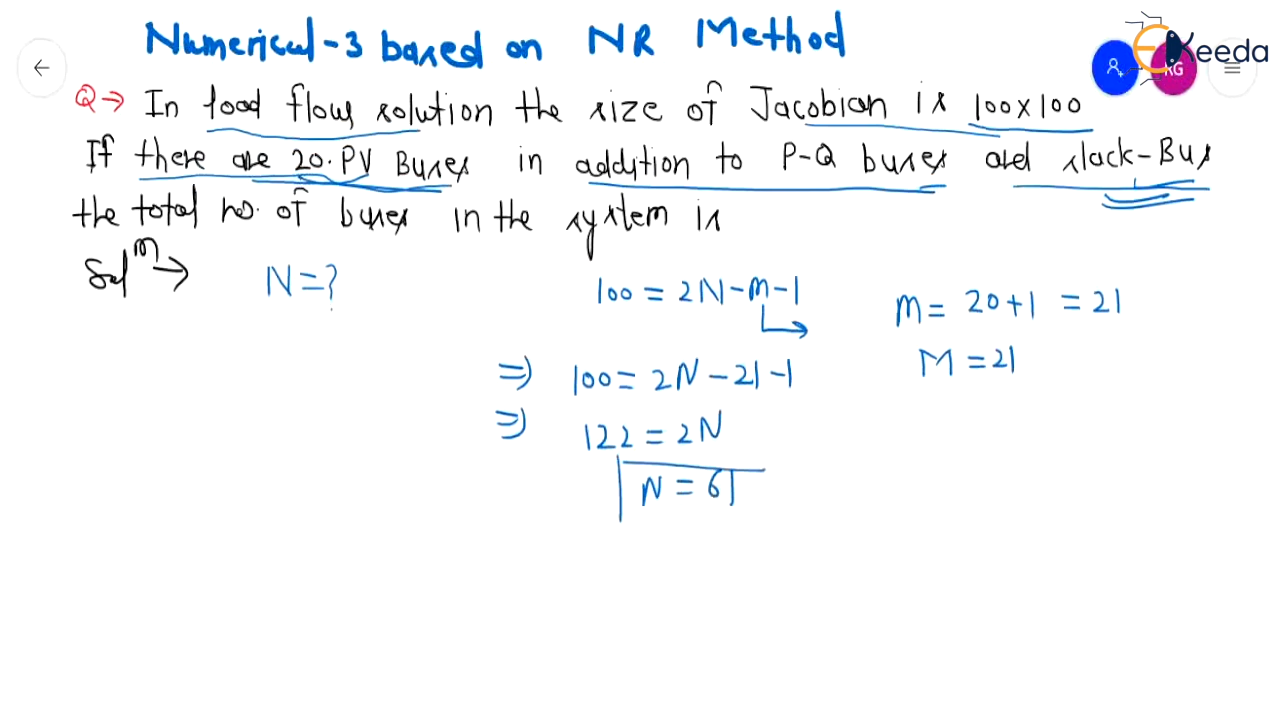 Numerical-3 based on NR Method
EKeeda
KG
Q→ In load flow solution the size of Jacobian is 100x100
If there are 20 PV Buses in addition to P-Q buses and slack-Bus
the total no. of buses in the system is
Solⁿ→
N=?
100 = 2N-m-1
m= 20+1 = 21
M = 21
⇒ 100= 2N-21-1
⇒ 122 = 2N
N = 61